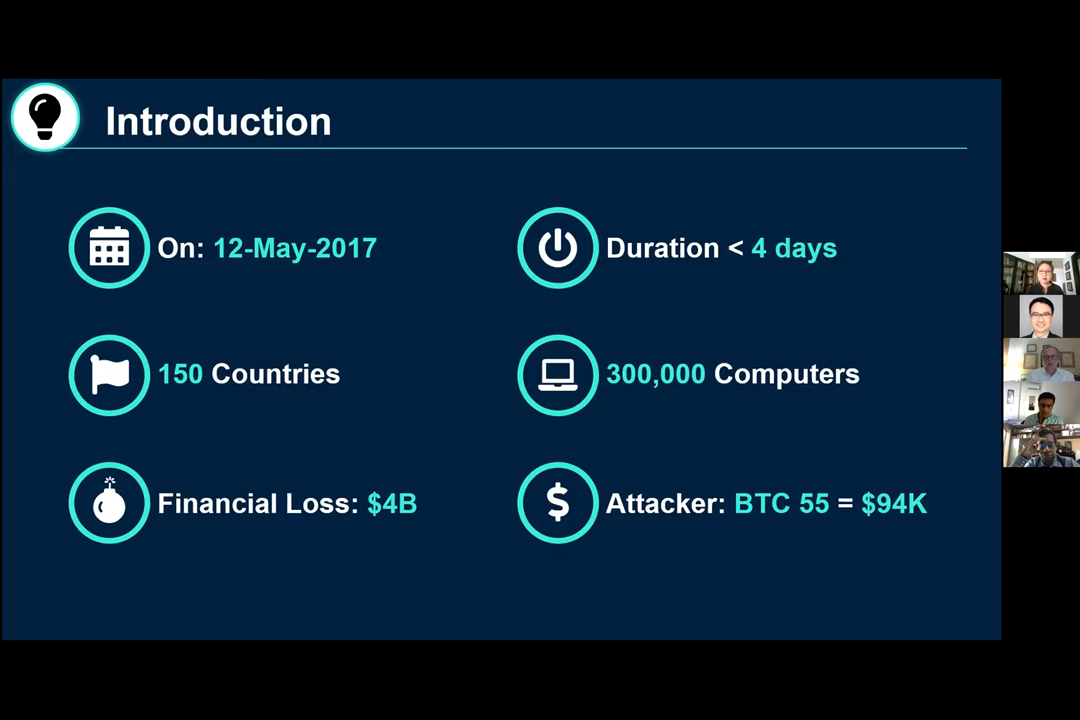 Introduction
On: 12-May-2017
Duration < 4 days
150 Countries
300,000 Computers
Financial Loss: $4B
Attacker: BTC 55 = $94K